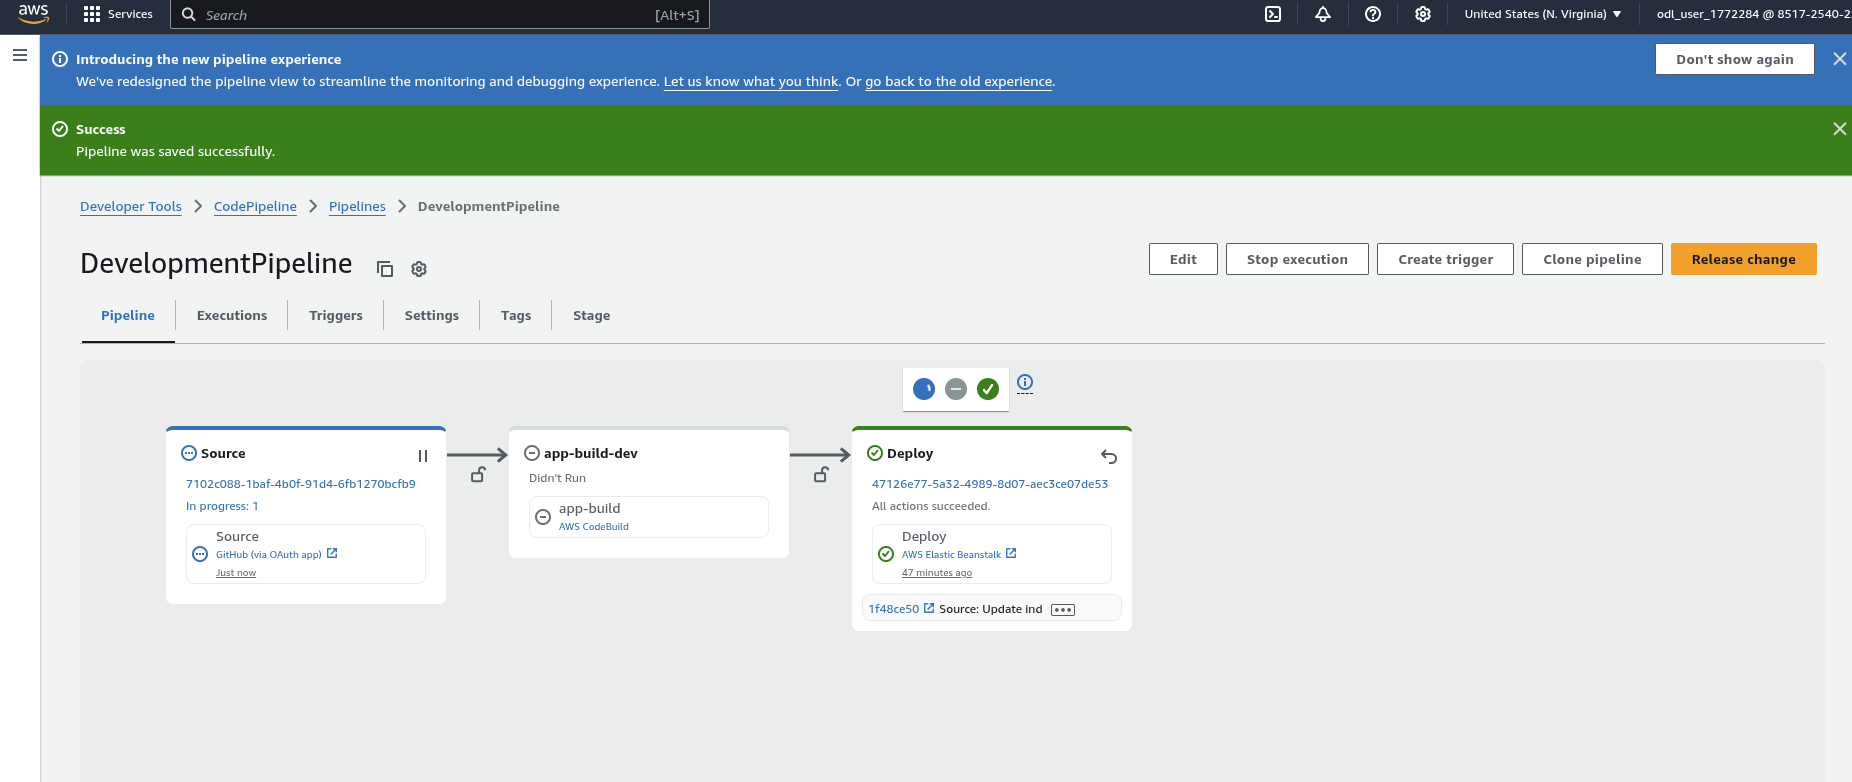 aws
Services
Search
[Alt+S]
United States (N. Virginia)
odl_user_1772284 @ 8517-2540-2
Introducing the new pipeline experience
We've redesigned the pipeline view to streamline the monitoring and debugging experience. Let us know what you think. Or go back to the old experience.
Don't show again
Success
Pipeline was saved successfully.
Developer Tools
CodePipeline
Pipelines
DevelopmentPipeline
DevelopmentPipeline
Edit
Stop execution
Create trigger
Clone pipeline
Release change
Pipeline
Executions
Triggers
Settings
Tags
Stage
Source
7102c088-1baf-4b0f-91d4-6fb1270bcfb9
In progress: 1
Source
GitHub (via OAuth app)
Just now
app-build-dev
Didn't Run
app-build
AWS CodeBuild
Deploy
47126e77-5a32-4989-8d07-aec3ce07de53
All actions succeeded.
Deploy
AWS Elastic Beanstalk
47 minutes ago
1f48ce50 Source: Update ind